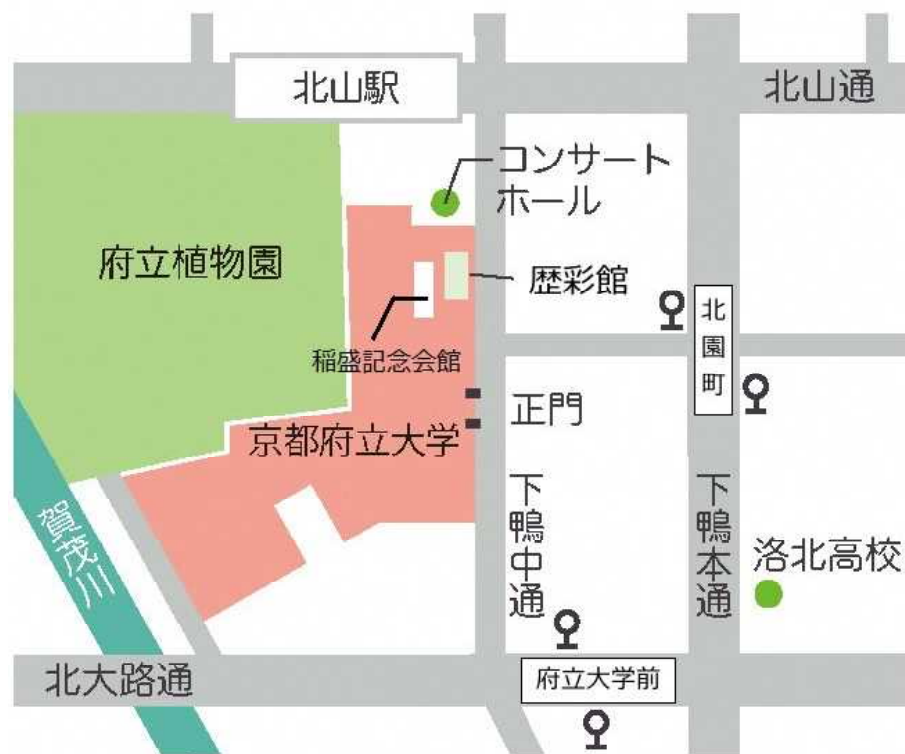 北山駅
北山通
コンサート
ホール
府立植物園
歴彩館
北園町
稲盛記念会館
正門
京都府立大学
下鴨中通
下鴨本通
賀茂川
洛北高校
府立大学前
北大路通